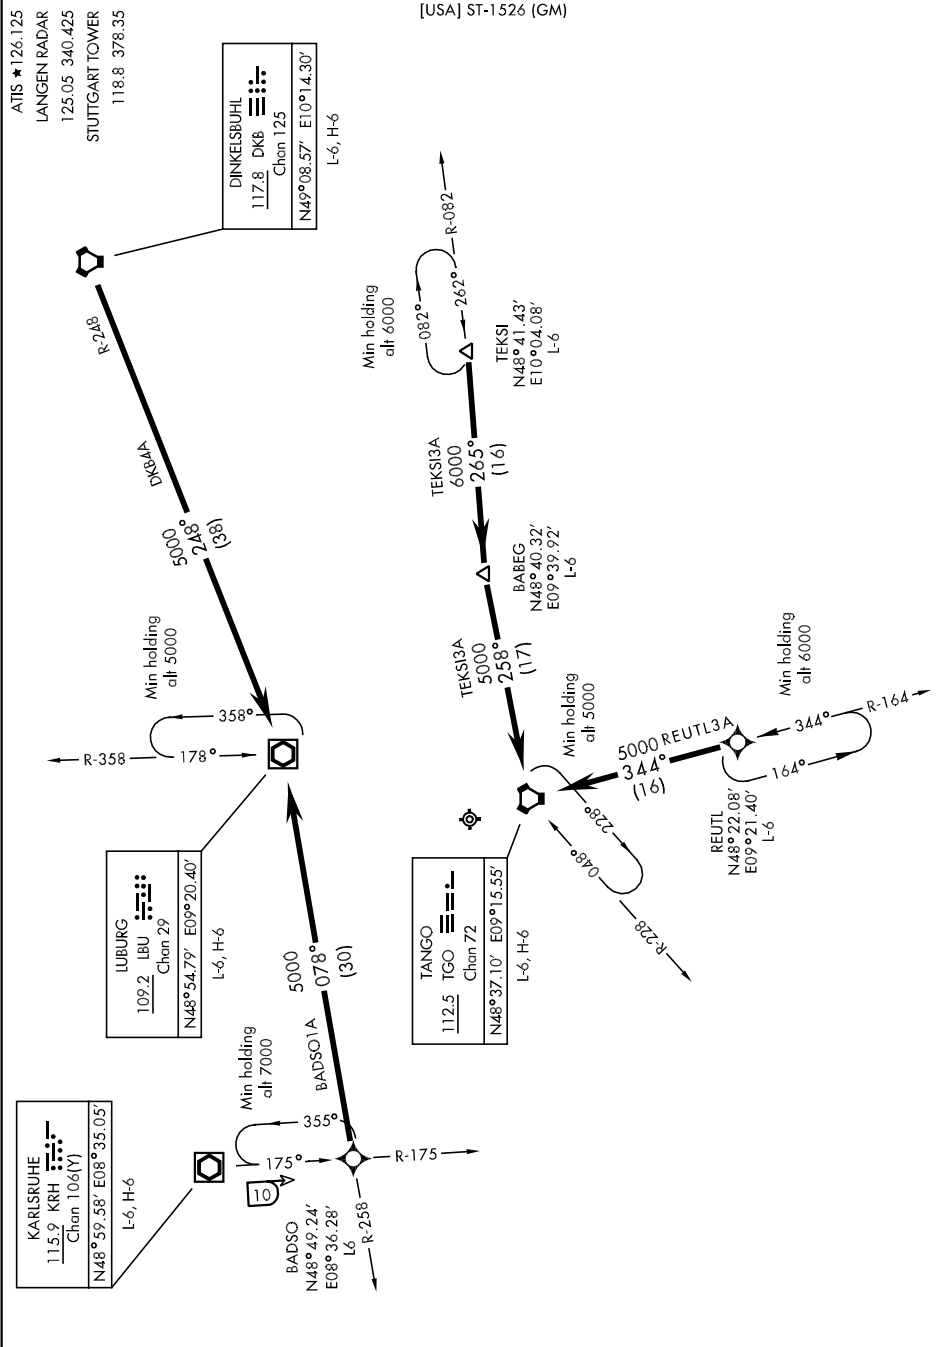 [USA] ST-1526 (GM)
ATIS ★126.125
LANGEN RADAR
125.05 340.425
STUTTGART TOWER
118.8 378.35
DINKELSBUHL
117.8 DKB
Chan 125
N49°08.57' E10°14.30'
L-6, H-6
R-248
DKB4A
5000
248°
(38)
Min holding
alt 5000
358°
178°
R-358
LUBURG
109.2 LBU
Chan 29
N48°54.79' E09°20.40'
L-6, H-6
5000
078°
(30)
BADSO1A
Min holding
alt 7000
355°
175°
R-175
R-258
10
BADSO
N48°49.24'
E08°36.28'
L6
KARLSRUHE
115.9 KRH
Chan 106(Y)
N48°59.58' E08°35.05'
L-6, H-6
R-082
Min holding
alt 6000
082°
262°
TEKSI
N48°41.43'
E10°04.08'
L-6
TEKSI3A
6000
265°
(16)
BABEG
N48°40.32'
E09°39.92'
L-6
TEKSI3A
5000
258°
(17)
Min holding
alt 5000
228°
048°
R-228
TANGO
112.5 TGO
Chan 72
N48°37.10' E09°15.55'
L-6, H-6
5000 REUTL3A
344°
(16)
Min holding
alt 6000
344°
R-164
164°
REUTL
N48°22.08'
E09°21.40'
L-6